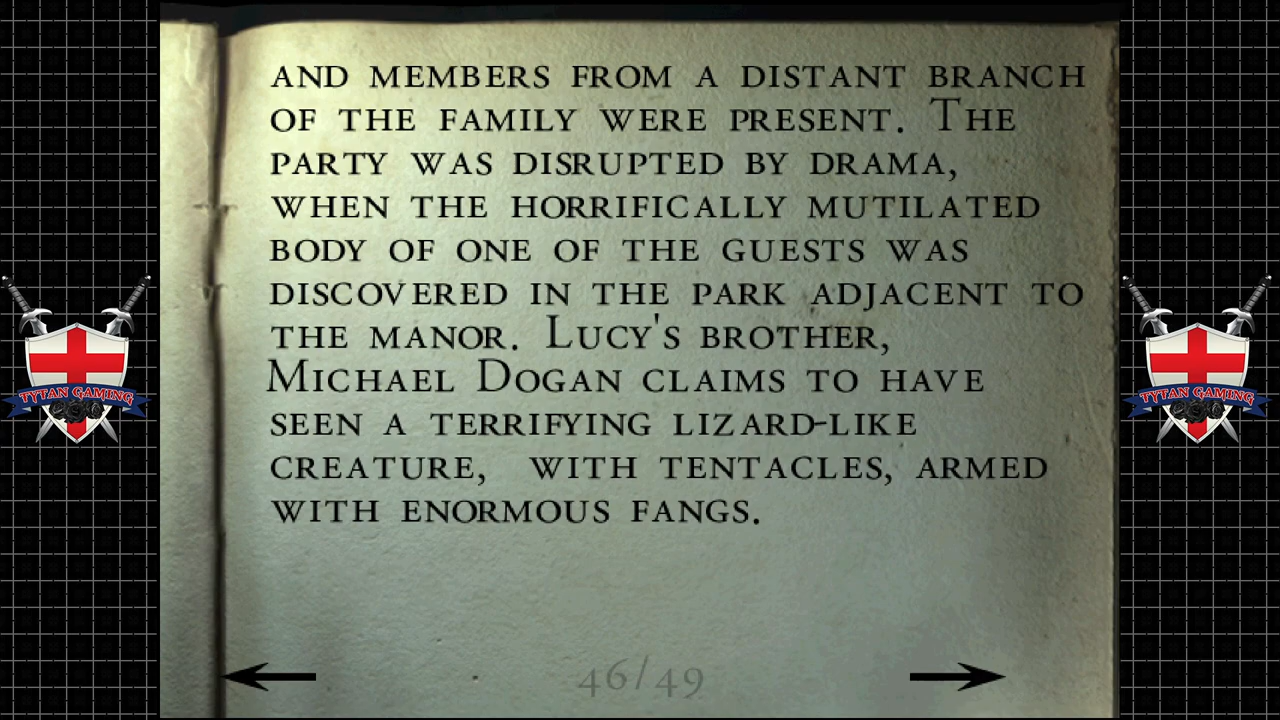 AND MEMBERS FROM A DISTANT BRANCH
OF THE FAMILY WERE PRESENT. THE
PARTY WAS DISRUPTED BY DRAMA,
WHEN THE HORRIFICALLY MUTILATED
BODY OF ONE OF THE GUESTS WAS
DISCOVERED IN THE PARK ADJACENT TO
THE MANOR. LUCY'S BROTHER,
MICHAEL DOGAN CLAIMS TO HAVE
SEEN A TERRIFYING LIZARD-LIKE
CREATURE, WITH TENTACLES, ARMED
WITH ENORMOUS FANGS.
46/49
TYTAN GAMING
TYTAN GAMING